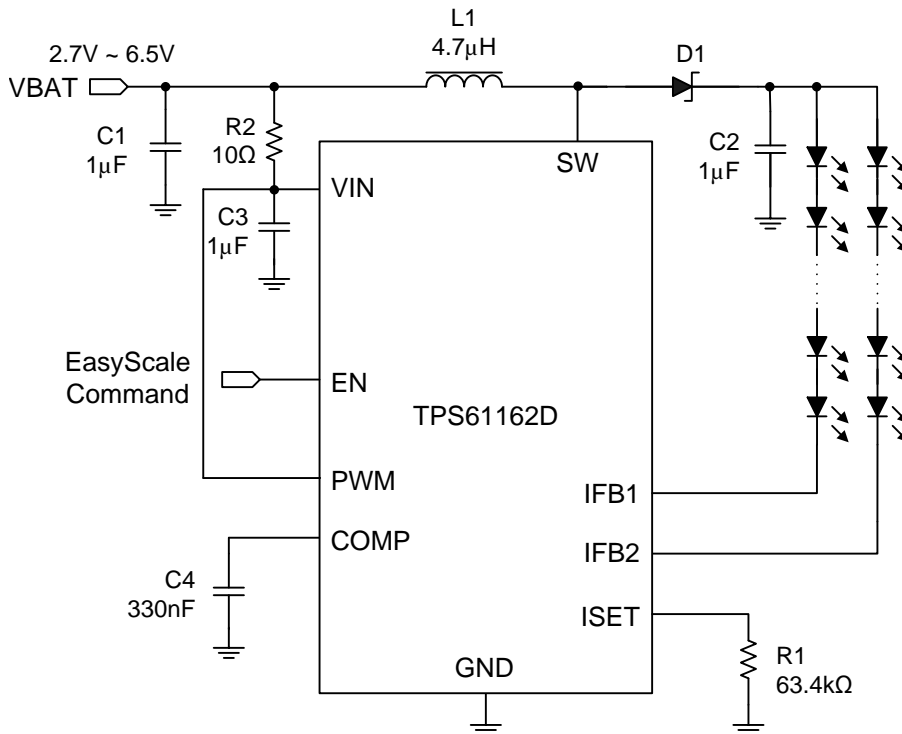 L1
4.7μH
D1
2.7V ~ 6.5V
VBAT
C1
1μF
R2
10Ω
C2
1μF
SW
VIN
C3
1μF
EasyScale
Command
EN
TPS61162D
PWM
IFB1
COMP
IFB2
C4
330nF
ISET
R1
63.4kΩ
GND